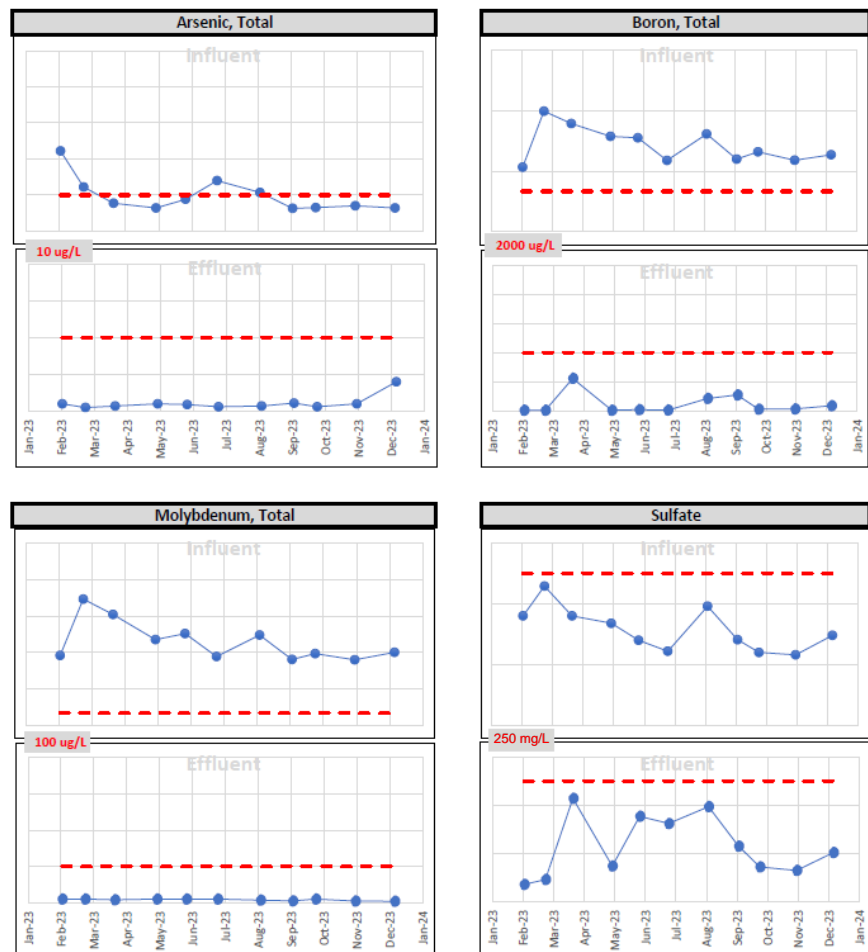 Arsenic, Total
Influent
10 ug/L
Effluent
Jan-23
Feb-23
Mar-23
Apr-23
May-23
Jun-23
Jul-23
Aug-23
Sep-23
Oct-23
Nov-23
Dec-23
Jan-24
Boron, Total
Influent
2000 ug/L
Effluent
Jan-23
Feb-23
Mar-23
Apr-23
May-23
Jun-23
Jul-23
Aug-23
Sep-23
Oct-23
Nov-23
Dec-23
Jan-24
Molybdenum, Total
Influent
100 ug/L
Effluent
Jan-23
Feb-23
Mar-23
Apr-23
May-23
Jun-23
Jul-23
Aug-23
Sep-23
Oct-23
Nov-23
Dec-23
Jan-24
Sulfate
Influent
250 mg/L
Effluent
Jan-23
Feb-23
Mar-23
Apr-23
May-23
Jun-23
Jul-23
Aug-23
Sep-23
Oct-23
Nov-23
Dec-23
Jan-24